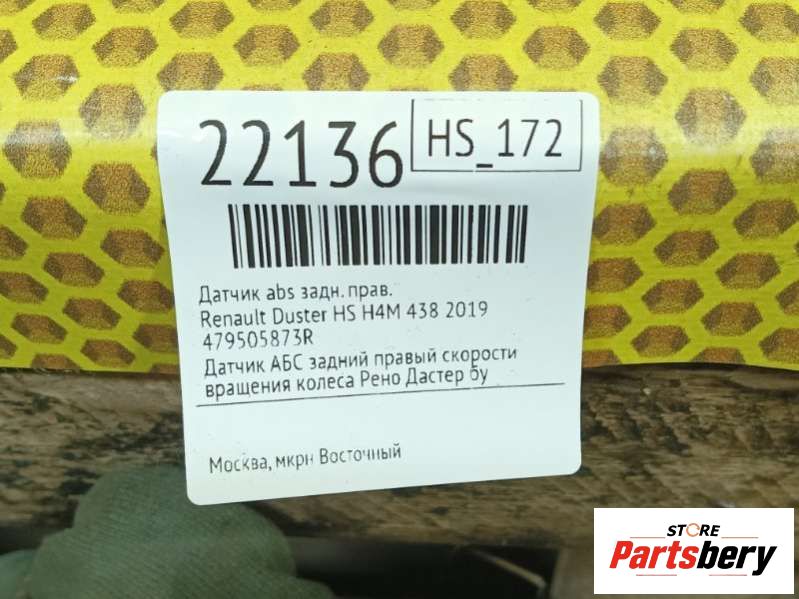 22136
HS_172
Датчик abs задн. прав.
Renault Duster HS H4M 438 2019
479505873R
Датчик АБС задний правый скорости
вращения колеса Рено Дастер бу
Москва, мкрн Восточный
STORE
Partsbery